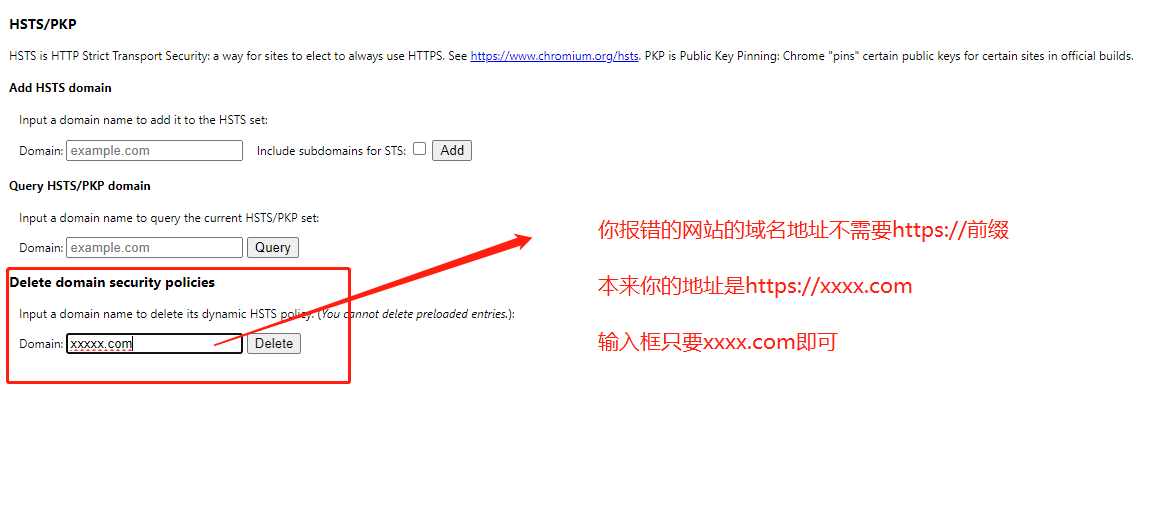 HSTS/PKP
HSTS is HTTP Strict Transport Security: a way for sites to elect to always use HTTPS. See https://www.chromium.org/hsts. PKP is Public Key Pinning: Chrome "pins" certain public keys for certain sites in official builds.
Add HSTS domain
Input a domain name to add it to the HSTS set:
Domain: example.com Include subdomains for STS: Add
Query HSTS/PKP domain
Input a domain name to query the current HSTS/PKP set:
Domain: example.com Query
Delete domain security policies
Input a domain name to delete its dynamic HSTS policy. (You cannot delete preloaded entries.):
Domain: xxxxx.com Delete
你报错的网站的域名地址不需要https://前缀
本来你的地址是https://xxxx.com
输入框只要xxxx.com即可